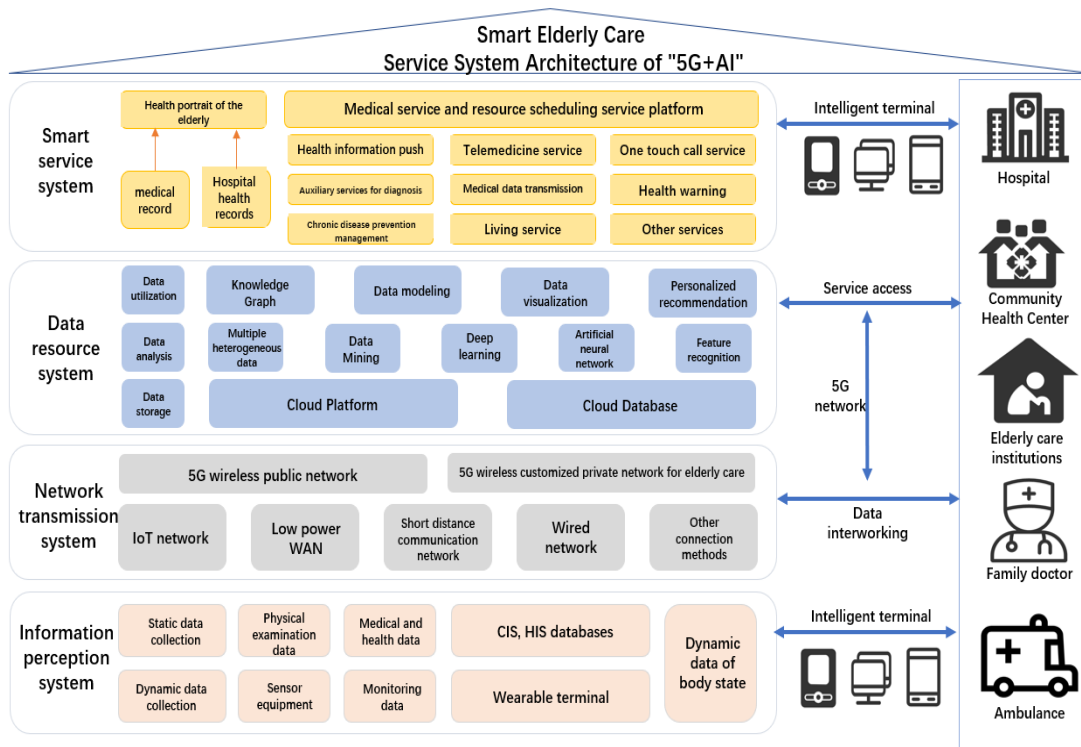 Smart Elderly Care
Service System Architecture of "5G+AI"
Smart
service
system
Health portrait of the
elderly
medical
record
Hospital
health
records
Medical service and resource scheduling service platform
Health information push
Telemedicine service
One touch call service
Auxiliary services for diagnosis
Medical data transmission
Health warning
Chronic disease prevention
management
Living service
Other services
Intelligent terminal
Hospital
Data
resource
system
Data
utilization
Knowledge
Graph
Data modeling
Data
visualization
Personalized
recommendation
Data
analysis
Multiple
heterogeneous
data
Data
Mining
Deep
learning
Artificial
neural
network
Feature
recognition
Data
storage
Cloud Platform
Cloud Database
Service access
Community
Health Center
5G
network
Elderly care
institutions
Network
transmission
system
5G wireless public network
5G wireless customized private network for elderly care
IoT network
Low power
WAN
Short distance
communication
network
Wired
network
Other
connection
methods
Data
interworking
Family doctor
Information
perception
system
Static data
collection
Physical
examination
data
Medical and
health data
CIS, HIS databases
Dynamic
data of
body state
Dynamic data
collection
Sensor
equipment
Monitoring
data
Wearable terminal
Intelligent terminal
Ambulance